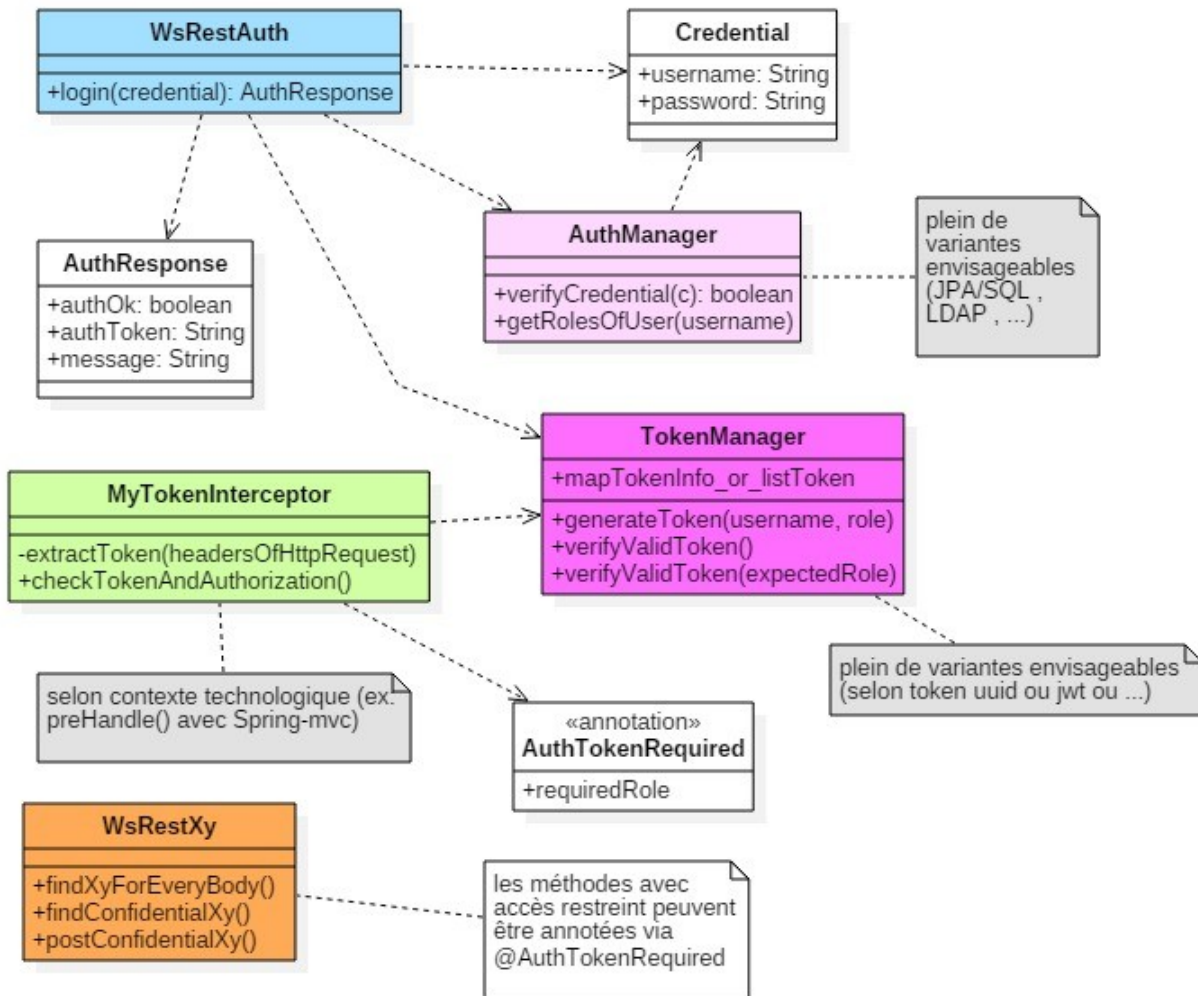 WsRestAuth
+login(credential): AuthResponse
Credential
+username: String
+password: String
AuthResponse
+authOk: boolean
+authToken: String
+message: String
AuthManager
+verifyCredential(c): boolean
+getRolesOfUser(username)
plein de
variantes
envisageables
(JPA/SQL ,
LDAP , ...)
TokenManager
+mapTokenInfo_or_listToken
+generateToken(username, role)
+verifyValidToken()
+verifyValidToken(expectedRole)
MyTokenInterceptor
-extractToken(headersOfHttpRequest)
+checkTokenAndAuthorization()
plein de variantes envisageables
(selon token uuid ou jwt ou ...)
selon contexte technologique (ex:
preHandle() avec Spring-mvc)
«annotation»
AuthTokenRequired
+requiredRole
WsRestXy
+findXyForEveryBody()
+findConfidentialXy()
+postConfidentialXy()
les méthodes avec
accès restreint peuvent
être annotées via
@AuthTokenRequired